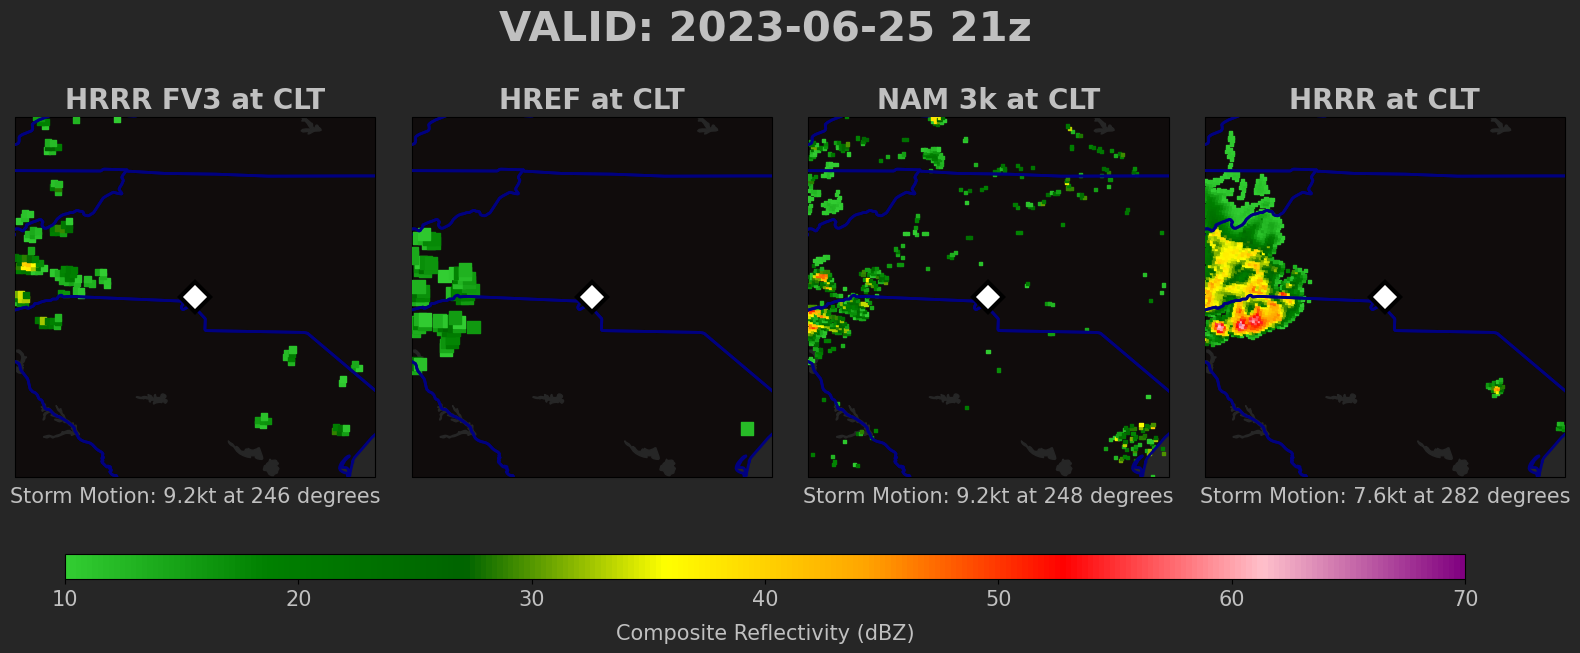 VALID: 2023-06-25 21z
HRRR FV3 at CLT
HREF at CLT
NAM 3k at CLT
HRRR at CLT
Storm Motion: 9.2kt at 246 degrees
Storm Motion: 9.2kt at 248 degrees
Storm Motion: 7.6kt at 282 degrees
10 20 30 40 50 60 70
Composite Reflectivity (dBZ)